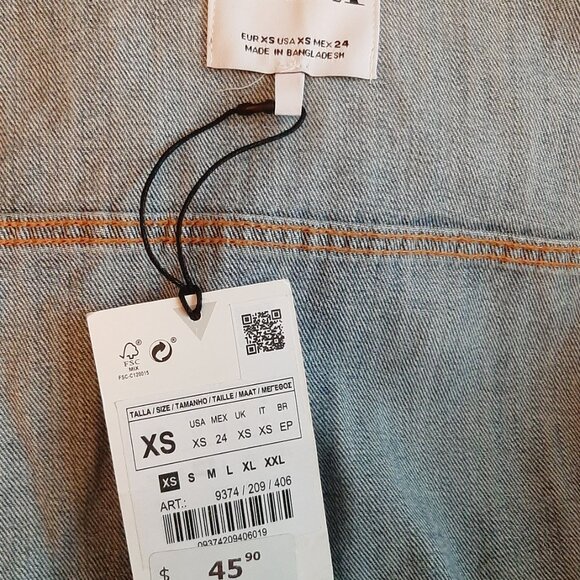 EUR XS USA XS MEX 24
MADE IN BANGLADESH
FSC
MIX
FSC-C120015
TALLA / SIZE / TAMANHO / TAILLE / MAAT / ΜΕΓΕΘΟΣ
XS
USA MEX UK IT BR
XS 24 XS XS EP
XS S M L XL XXL
ART.: 9374 / 209 / 406
09374209406019
$ 45.90